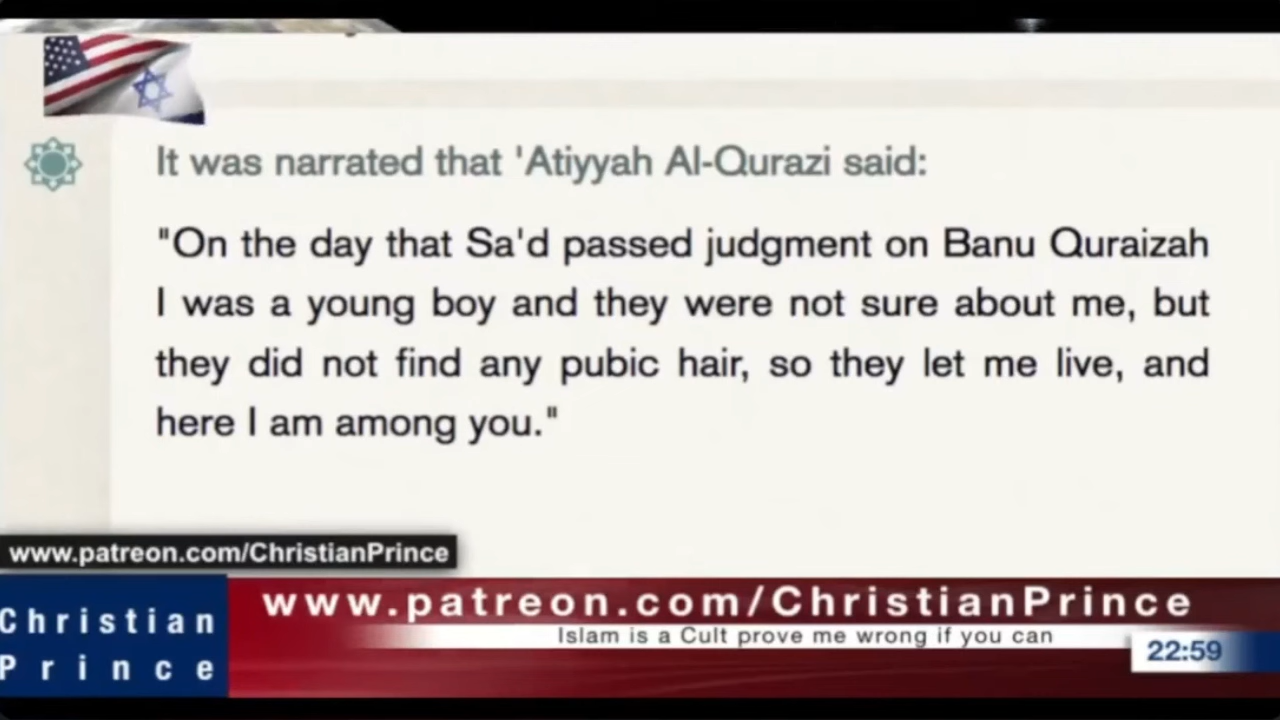 It was narrated that 'Atiyyah Al-Qurazi said:
"On the day that Sa'd passed judgment on Banu Quraizah
I was a young boy and they were not sure about me, but
they did not find any pubic hair, so they let me live, and
here I am among you."
www.patreon.com/ChristianPrince
Christian
Prince
www.patreon.com/ChristianPrince
Islam is a Cult prove me wrong if you can
22:59